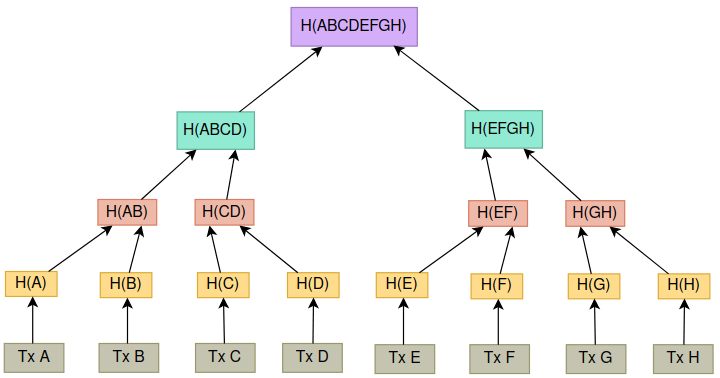 H(ABCDEFGH)
H(ABCD)
H(EFGH)
H(AB)
H(CD)
H(EF)
H(GH)
H(A)
H(B)
H(C)
H(D)
H(E)
H(F)
H(G)
H(H)
Tx A
Tx B
Tx C
Tx D
Tx E
Tx F
Tx G
Tx H